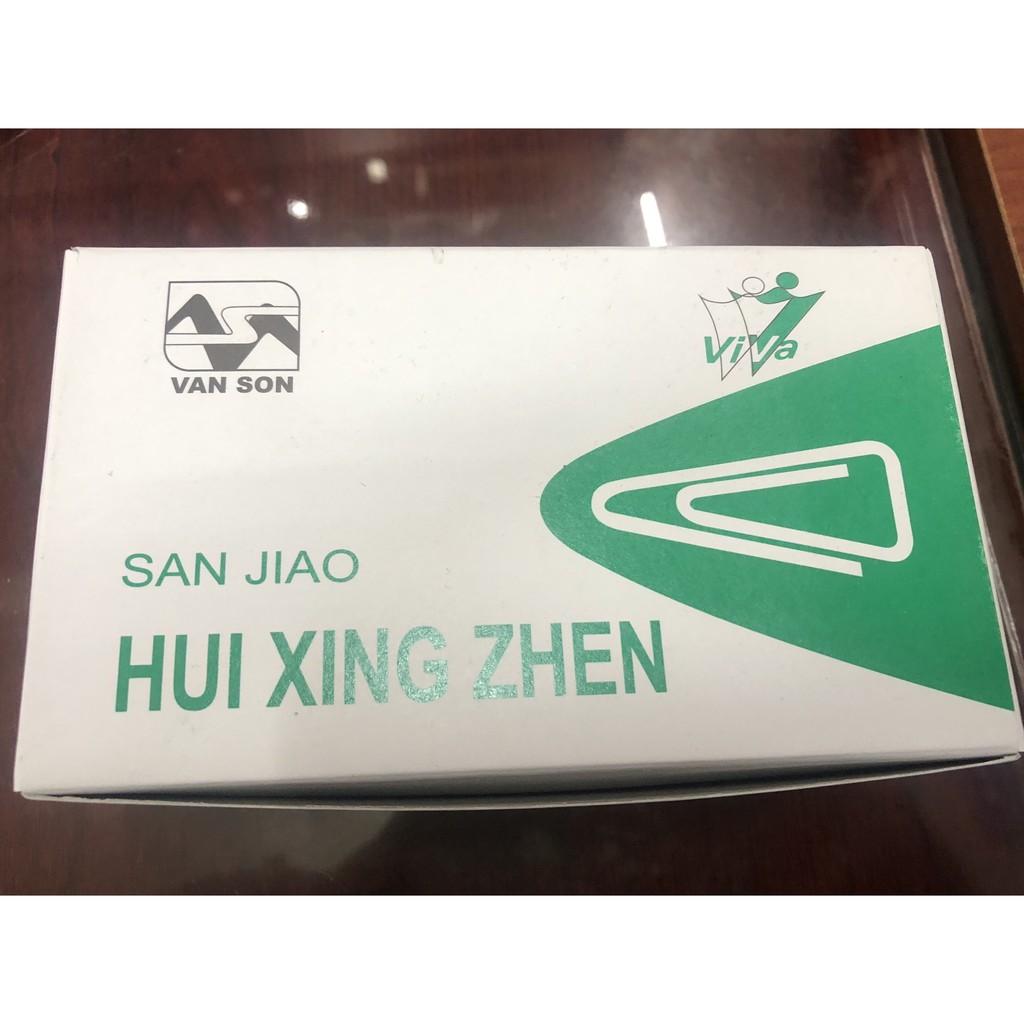 VAN SON
ViVa
SAN JIAO
HUI XING ZHEN